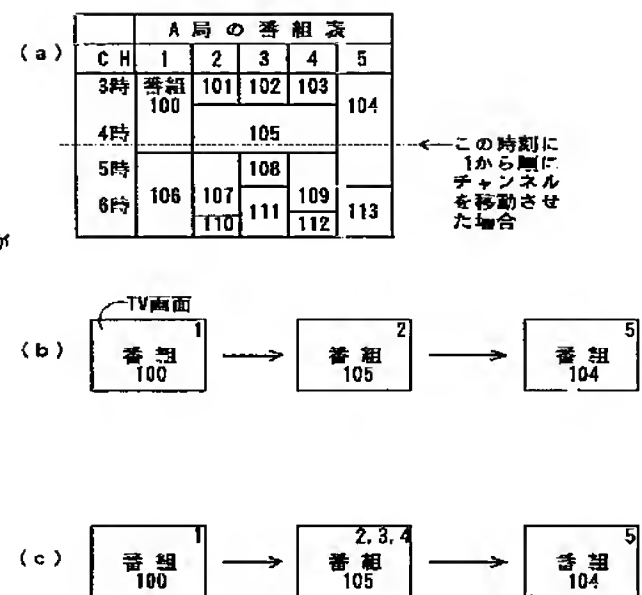 (a)
A局の番組表
CH 1 2 3 4 5
3時 番組 100 101 102 103 104
4時 105
5時 106 107 108 109
6時 110 111 112 113
この時刻に
1から順に
チャンネル
を移動させ
た場合
が
TV画面
(b)
1 2 5
番組 → 番組 → 番組
100 105 104
(c)
1 2,3,4 5
番組 → 番組 → 番組
100 105 104